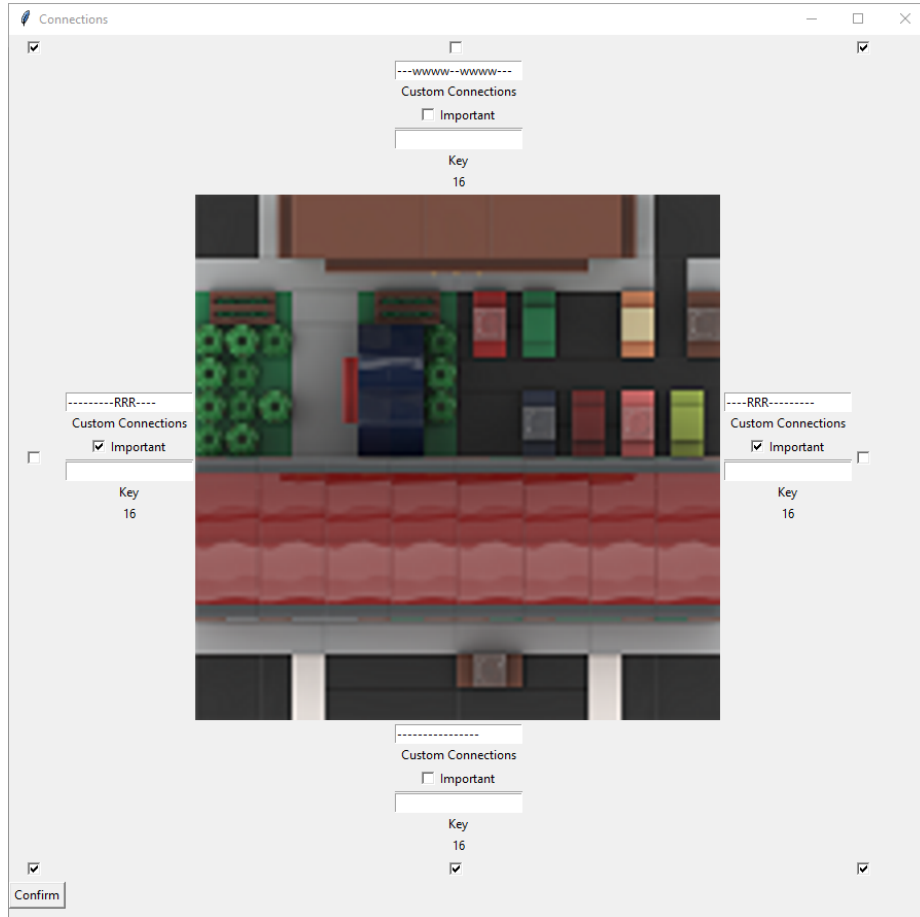 Connections
---wwww--wwww---
Custom Connections
Important
Key
16
---------RRR----
Custom Connections
Important
Key
16
----RRR---------
Custom Connections
Important
Key
16
----------------
Custom Connections
Important
Key
16
Confirm